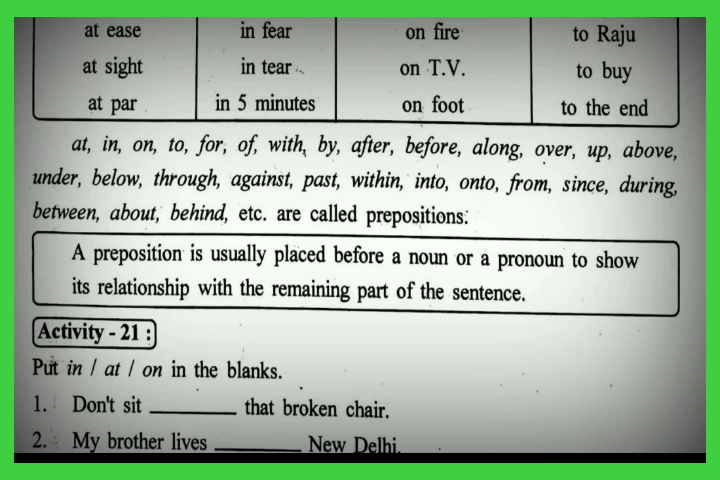 at ease in fear on fire to Raju
at sight in tear on T.V. to buy
at par in 5 minutes on foot to the end
at, in, on, to, for, of, with, by, after, before, along, over, up, above,
under, below, through, against, past, within, into, onto, from, since, during,
between, about, behind, etc. are called prepositions.
A preposition is usually placed before a noun or a pronoun to show
its relationship with the remaining part of the sentence.
Activity - 21 :
Put in / at / on in the blanks.
1. Don't sit ________ that broken chair.
2. My brother lives ________ New Delhi.